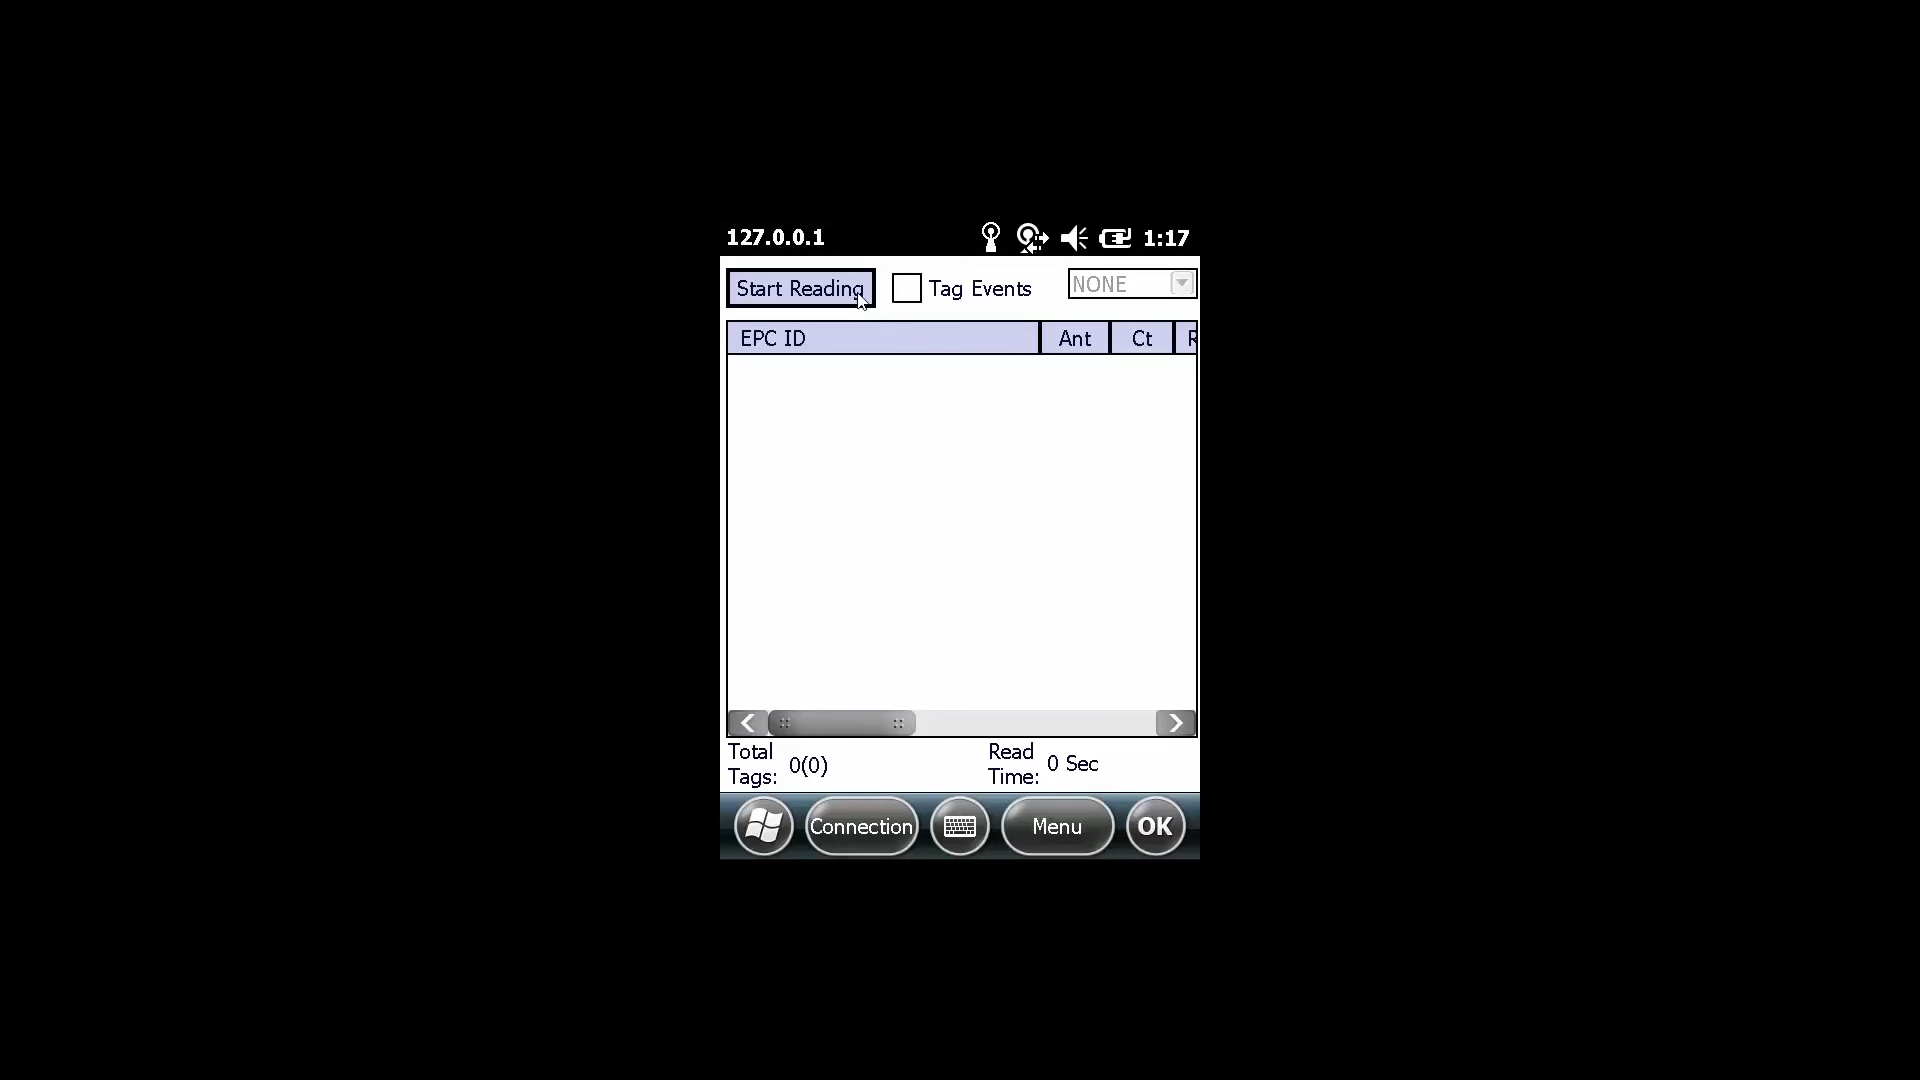 127.0.0.1 1:17
Start Reading Tag Events NONE
EPC ID Ant Ct R
Total Tags: 0(0) Read Time: 0 Sec
Connection Menu OK